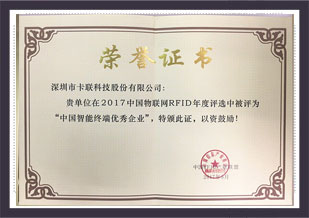 荣誉证书
深圳市卡联科技股份有限公司:
贵单位在2017中国物联网RFID年度评选中被评为
“中国智能终端优秀企业”,特颁此证,以资鼓励!